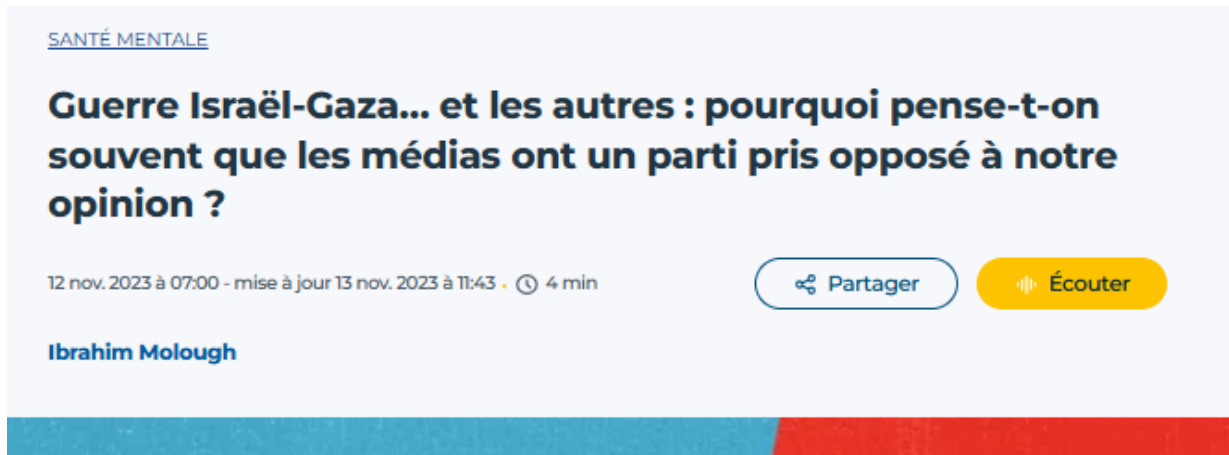 SANTÉ MENTALE
Guerre Israël-Gaza... et les autres : pourquoi pense-t-on
souvent que les médias ont un parti pris opposé à notre
opinion ?
12 nov. 2023 à 07:00 - mise à jour 13 nov. 2023 à 11:43 • 4 min
Partager
Écouter
Ibrahim Molough